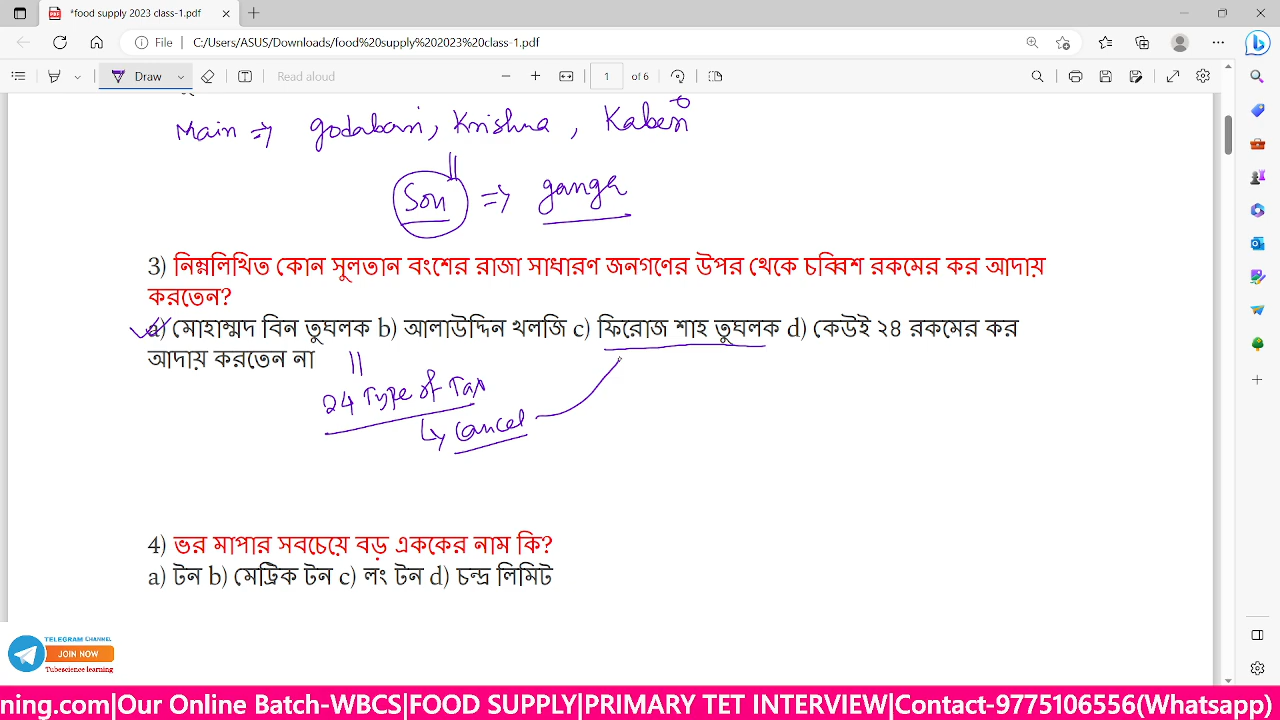 *food supply 2023 class-1.pdf
File C:/Users/ASUS/Downloads/food%20supply%202023%20class-1.pdf
Draw Read aloud 1 of 6
Main => godabari, Krishna, Kaberi
Son => ganga
3) নিম্নলিখিত কোন সুলতান বংশের রাজা সাধারণ জনগণের উপর থেকে চব্বিশ রকমের কর আদায়
করতেন?
a) মোহাম্মদ বিন তুঘলক b) আলাউদ্দিন খলজি c) ফিরোজ শাহ তুঘলক d) কেউই ২৪ রকমের কর
আদায় করতেন না
24 Type of Tax
↳ Cancel
4) ভর মাপার সবচেয়ে বড় এককের নাম কি?
a) টন b) মেট্রিক টন c) লং টন d) চন্দ্র লিমিট
TELEGRAM CHANNEL
JOIN NOW
Tubescience learning
ning.com|Our Online Batch-WBCS|FOOD SUPPLY|PRIMARY TET INTERVIEW|Contact-9775106556(Whatsapp)